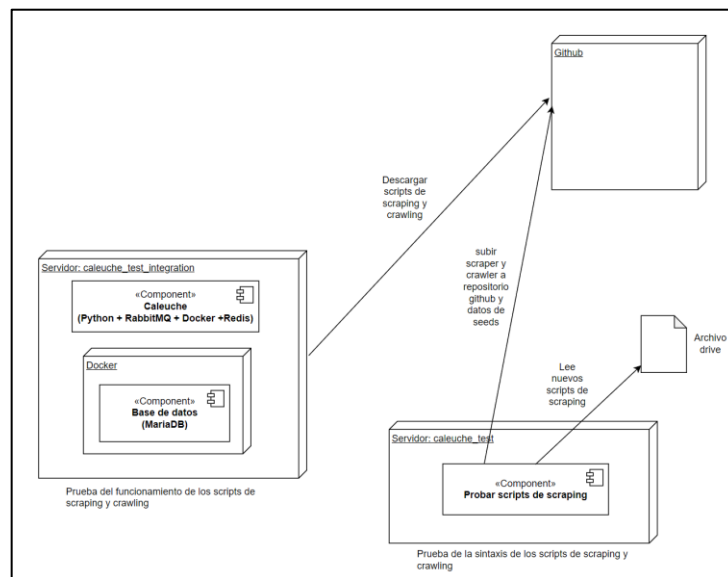 Github
Descargar
scripts de
scraping y
crawling
subir
scraper y
crawler a
repositorio
github y
datos de
seeds
Servidor: caleuche_test_integration
«Component»
Caleuche
(Python + RabbitMQ + Docker +Redis)
Docker
«Component»
Base de datos
(MariaDB)
Prueba del funcionamiento de los scripts de
scraping y crawling
Archivo
drive
Lee
nuevos
scripts de
scraping
Servidor: caleuche_test
«Component»
Probar scripts de scraping
Prueba de la sintaxis de los scripts de scraping y
crawling